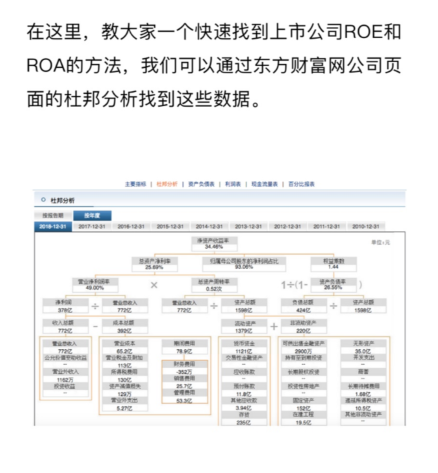 在这里，教大家一个快速找到上市公司ROE和
ROA的方法，我们可以通过东方财富网公司页
面的杜邦分析找到这些数据。
主要指标 | 杜邦分析 | 资产负债表 | 利润表 | 现金流量表 | 百分比报表
杜邦分析
按报告期 按年度
2018-12-31 2017-12-31 2016-12-31 2015-12-31 2014-12-31 2013-12-31 2012-12-31 2011-12-31 2010-12-31
净资产收益率 单位:元
34.46%
总资产净利率 归属母公司股东的净利润占比 权益乘数
25.69% 93.06% 1.44
营业净利润率 × 总资产周转率 1÷(1- 资产负债率 )
49.00% 0.52次 26.55%
净利润 ÷ 营业总收入 营业总收入 ÷ 资产总额 负债总额 ÷ 资产总额
378亿 772亿 772亿 1598亿 424亿 1598亿
收入总额 - 成本总额 流动资产 + 非流动资产
772亿 392亿 1379亿 220亿
营业总收入 营业成本 期间费用 货币资金 可供出售金融资产 无形资产
772亿 65.2亿 78.9亿 1121亿 2900万 35.0亿
营业税金及附加 财务费用 交易性金融资产 持有至到期投资 开发支出
113亿 -352万
销售费用 应收账款 长期股权投资 商誉
营业外收入 所得税费用
1162万 130亿 25.7亿
投资收益 资产减值损失 管理费用 预付账款 投资性房地产 长期待摊费用
129万 53.3亿 11.8亿 1.68亿
营业外支出 其他应收款 固定资产 递延所得税资产
5.27亿 3.94亿 152亿 10.5亿
存货 在建工程 其他非流动资产
235亿 19.5亿